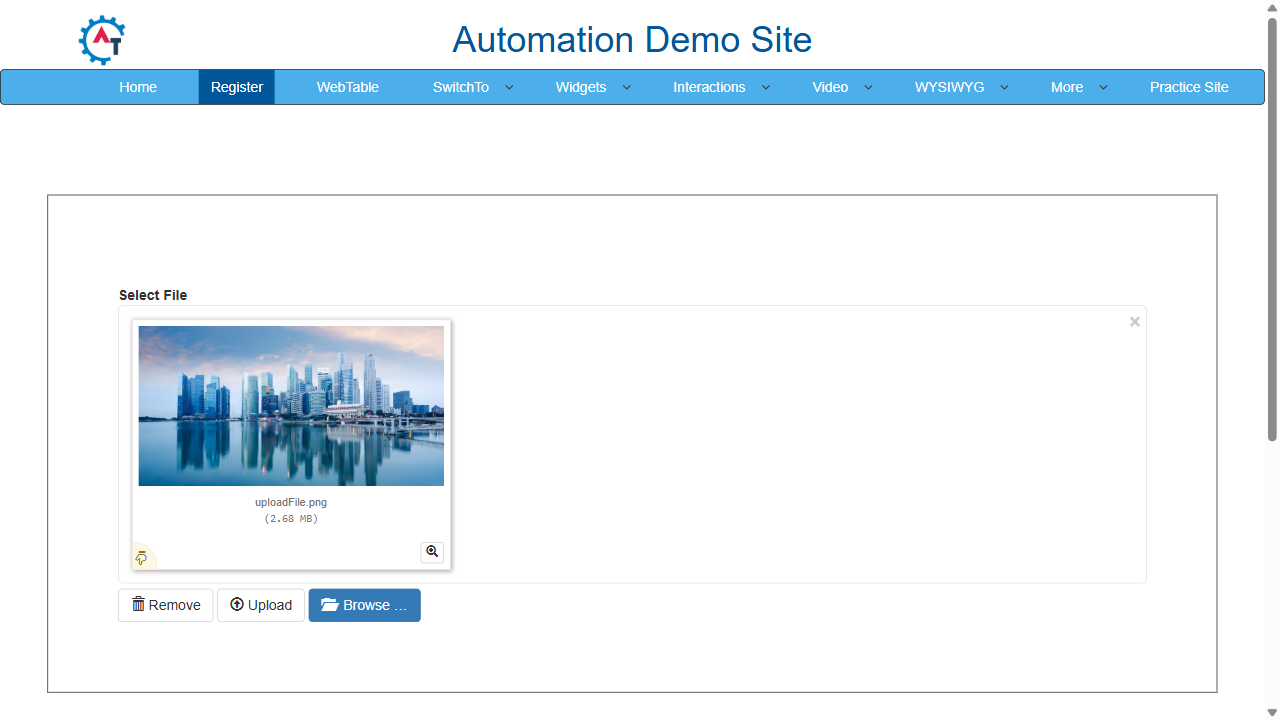 AT
Automation Demo Site
Home Register WebTable SwitchTo Widgets Interactions Video WYSIWYG More Practice Site
Select File
×
uploadFile.png
(2.68 MB)
Remove Upload Browse ...